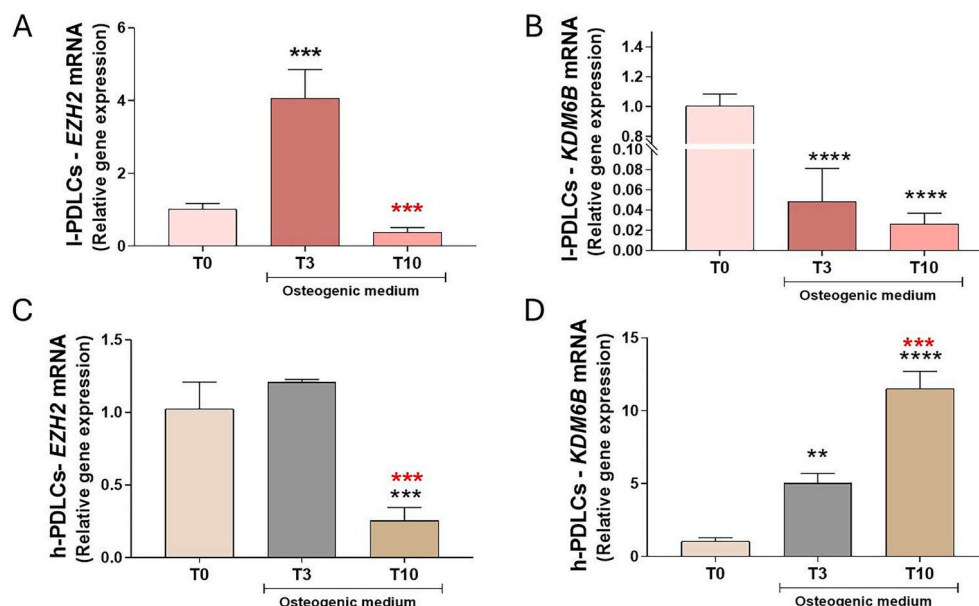 A
l-PDLCs - EZH2 mRNA
(Relative gene expression)
6
4
2
0
***
***
T0
T3
T10
Osteogenic medium
B
l-PDLCs - KDM6B mRNA
(Relative gene expression)
1.4
1.2
1.0
0.8
0.10
0.08
0.06
0.04
0.02
0.00
****
****
T0
T3
T10
Osteogenic medium
C
h-PDLCs- EZH2 mRNA
(Relative gene expression)
1.5
1.0
0.5
0.0
***
***
T0
T3
T10
Osteogenic medium
D
h-PDLCs - KDM6B mRNA
(Relative gene expression)
15
10
5
0
**
***
****
T0
T3
T10
Osteogenic medium